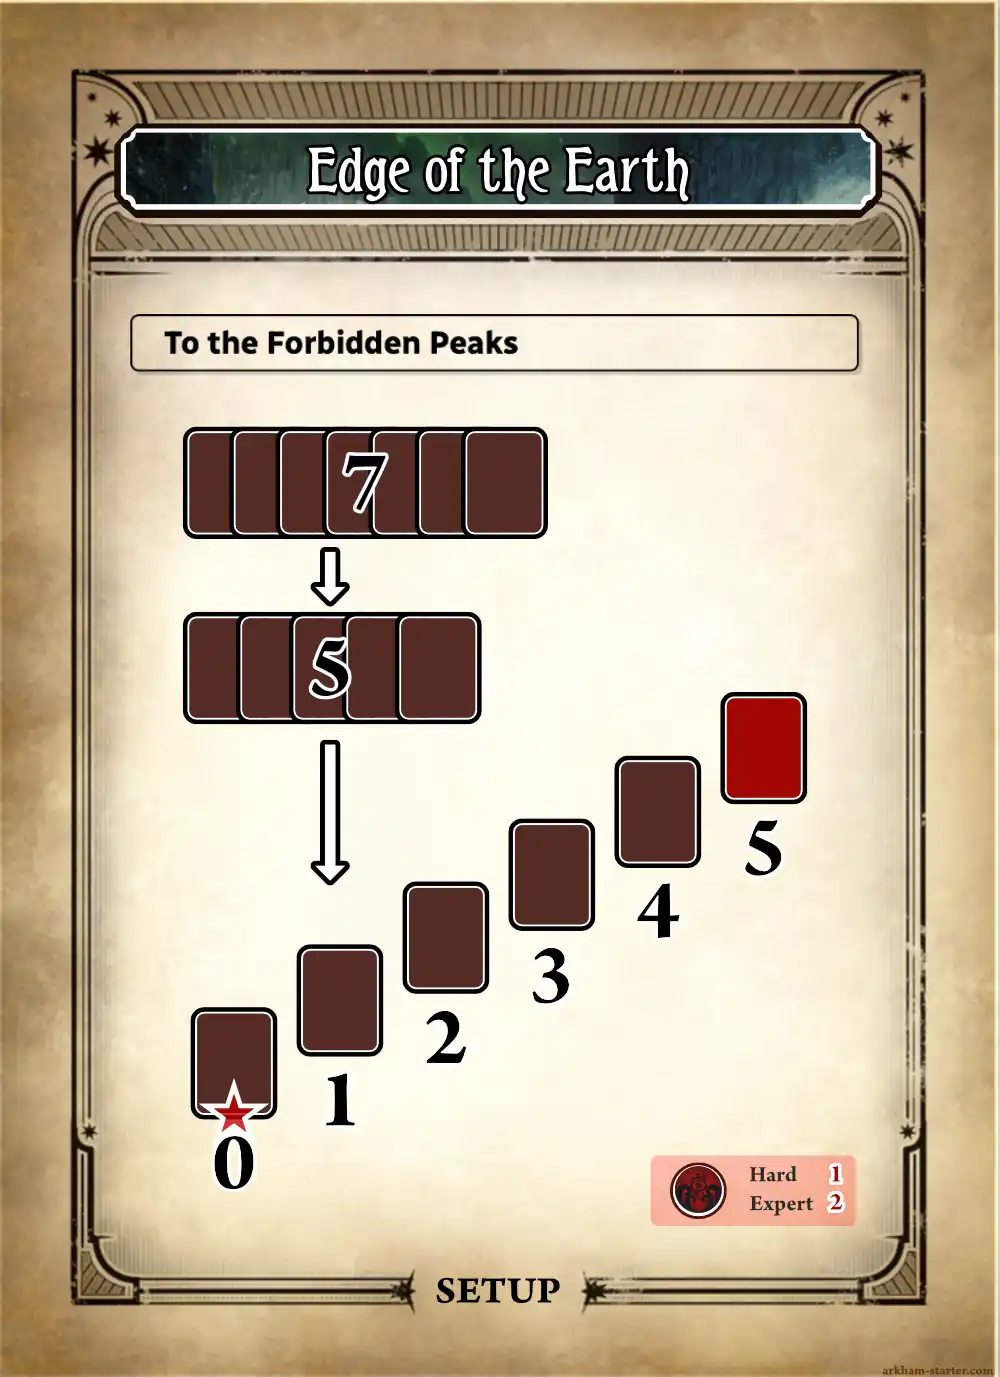 Edge of the Earth
To the Forbidden Peaks
7
5
5
4
3
2
1
0
Hard 1
Expert 2
SETUP
arkham-starter.com